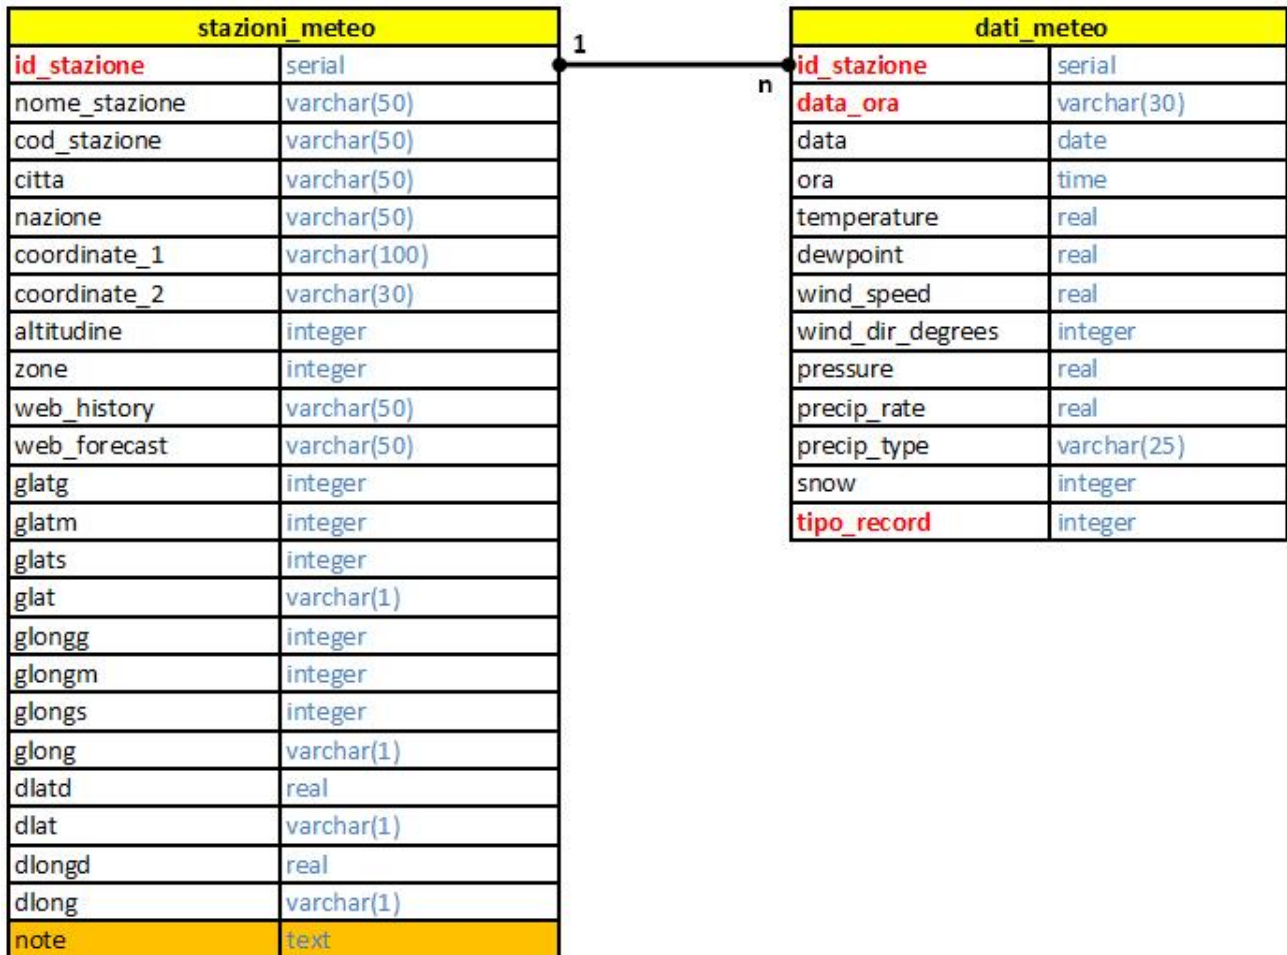 stazioni_meteo
id_stazione serial
nome_stazione varchar(50)
cod_stazione varchar(50)
citta varchar(50)
nazione varchar(50)
coordinate_1 varchar(100)
coordinate_2 varchar(30)
altitudine integer
zone integer
web_history varchar(50)
web_forecast varchar(50)
glatg integer
glatm integer
glats integer
glat varchar(1)
glongg integer
glongm integer
glongs integer
glong varchar(1)
dlatd real
dlat varchar(1)
dlongd real
dlong varchar(1)
note text
1
n
dati_meteo
id_stazione serial
data_ora varchar(30)
data date
ora time
temperature real
dewpoint real
wind_speed real
wind_dir_degrees integer
pressure real
precip_rate real
precip_type varchar(25)
snow integer
tipo_record integer